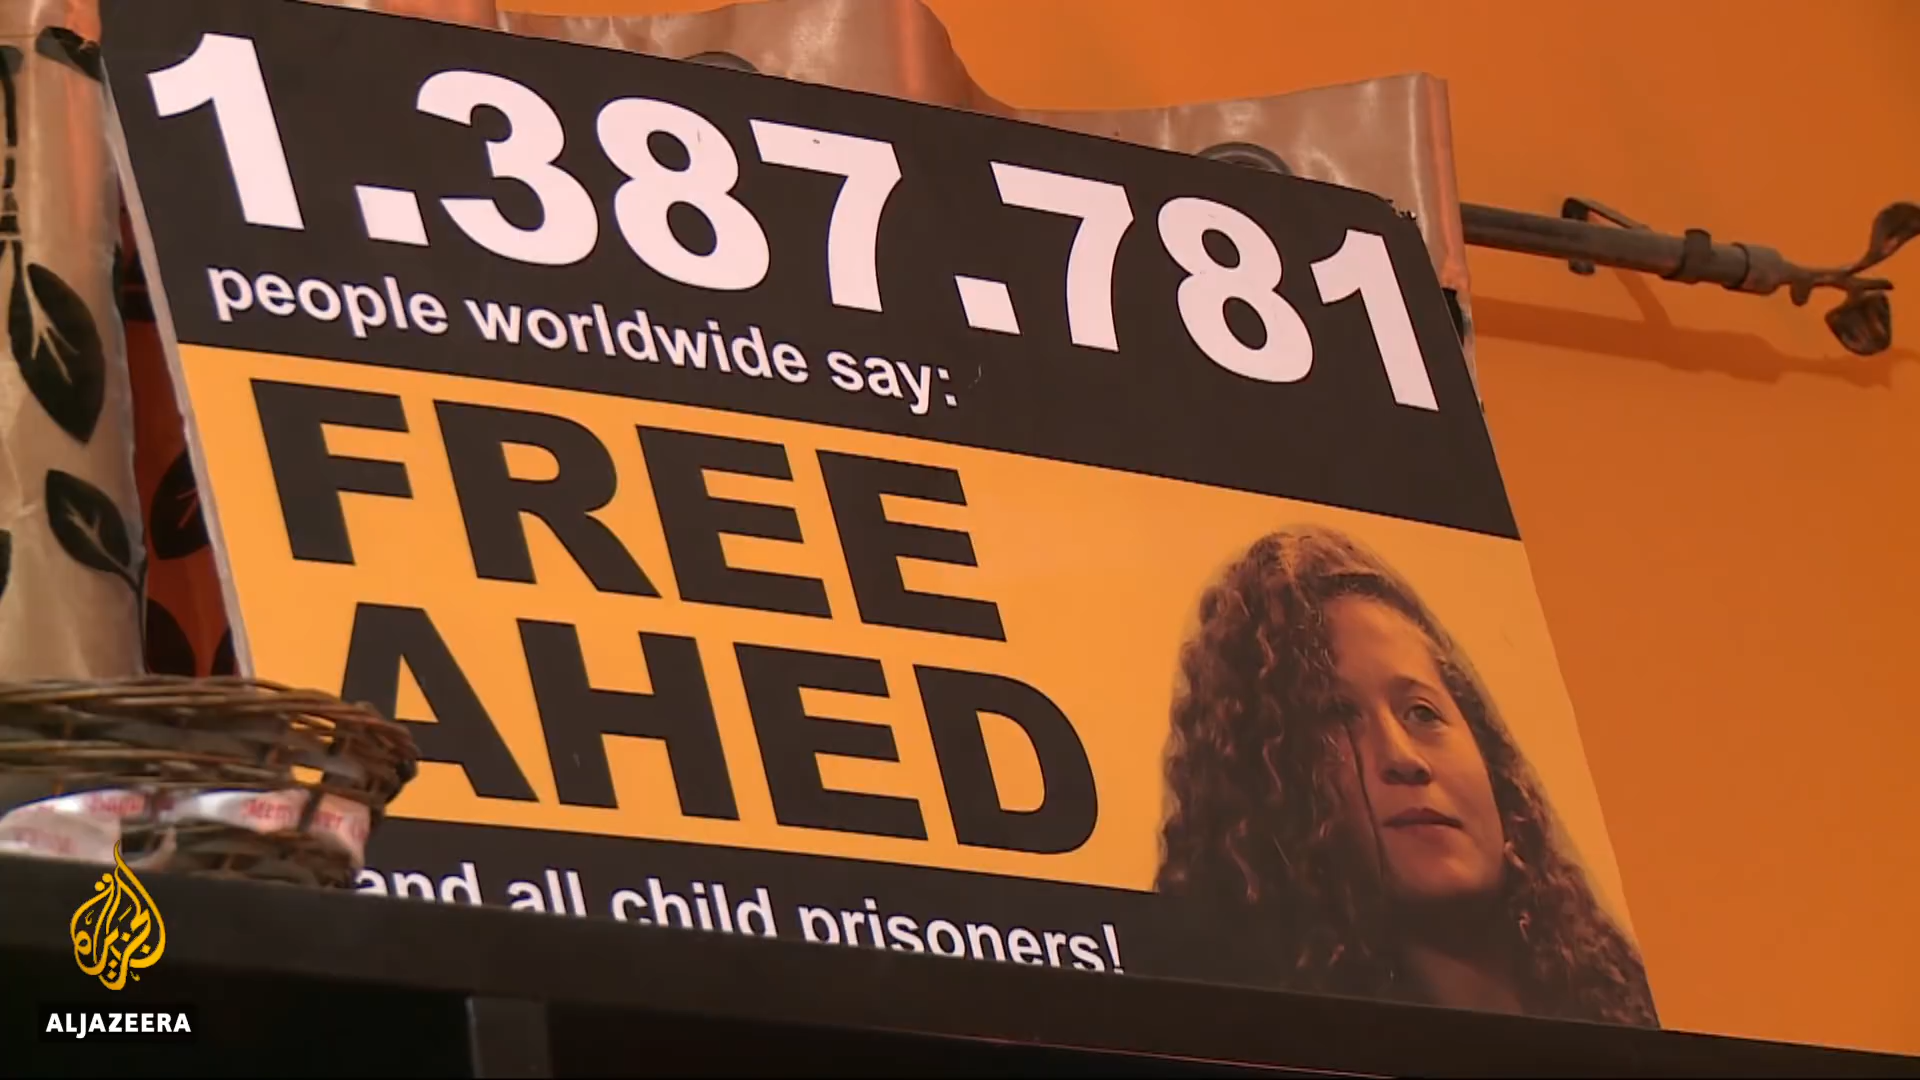 1.387.781
people worldwide say:
FREE
AHED
and all child prisoners!
ALJAZEERA